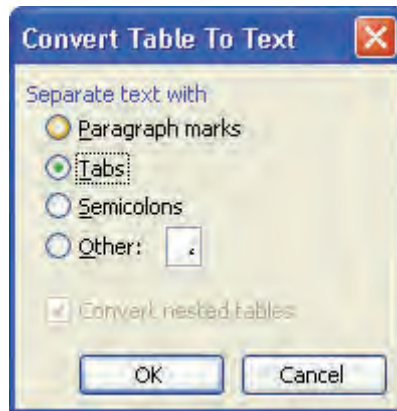 Convert Table To Text
Separate text with
Paragraph marks
Tabs
Semicolons
Other: ،
Convert nested tables
OK Cancel